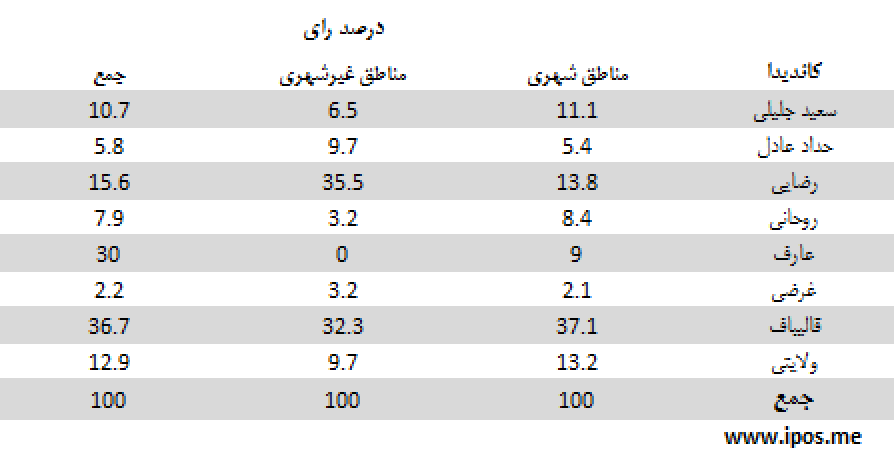 درصد رای
کاندیدا مناطق شهری مناطق غیرشهری جمع
سعید جلیلی 11.1 6.5 10.7
حداد عادل 5.4 9.7 5.8
رضایی 13.8 35.5 15.6
روحانی 8.4 3.2 7.9
عارف 9 0 30
غرضی 2.1 3.2 2.2
قالیباف 37.1 32.3 36.7
ولایتی 13.2 9.7 12.9
جمع 100 100 100
www.ipos.me